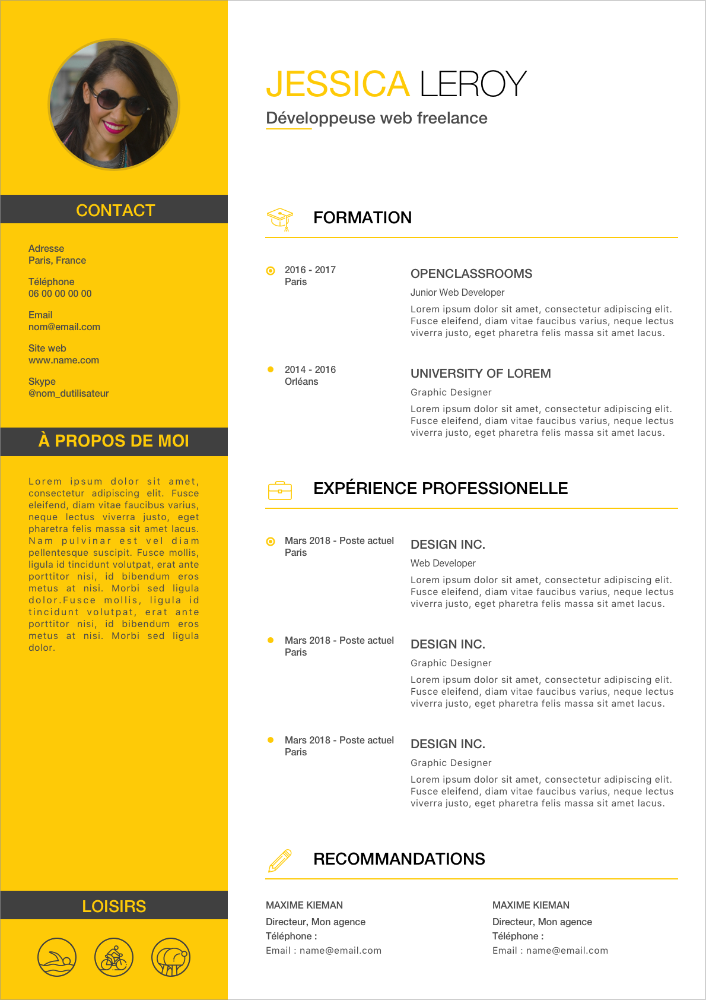 JESSICA LEROY
Développeuse web freelance
CONTACT
Adresse
Paris, France
Téléphone
06 00 00 00 00
Email
nom@email.com
Site web
www.name.com
Skype
@nom_dutilisateur
À PROPOS DE MOI
Lorem ipsum dolor sit amet,
consectetur adipiscing elit. Fusce
eleifend, diam vitae faucibus varius,
neque lectus viverra justo, eget
pharetra felis massa sit amet lacus.
Nam pulvinar est vel diam
pellentesque suscipit. Fusce mollis,
ligula id tincidunt volutpat, erat ante
porttitor nisi, id bibendum eros
metus at nisi. Morbi sed ligula
dolor.Fusce mollis, ligula id
tincidunt volutpat, erat ante
porttitor nisi, id bibendum eros
metus at nisi. Morbi sed ligula
dolor.
LOISIRS
FORMATION
2016 - 2017
Paris
OPENCLASSROOMS
Junior Web Developer
Lorem ipsum dolor sit amet, consectetur adipiscing elit.
Fusce eleifend, diam vitae faucibus varius, neque lectus
viverra justo, eget pharetra felis massa sit amet lacus.
2014 - 2016
Orléans
UNIVERSITY OF LOREM
Graphic Designer
Lorem ipsum dolor sit amet, consectetur adipiscing elit.
Fusce eleifend, diam vitae faucibus varius, neque lectus
viverra justo, eget pharetra felis massa sit amet lacus.
EXPÉRIENCE PROFESSIONELLE
Mars 2018 - Poste actuel
Paris
DESIGN INC.
Web Developer
Lorem ipsum dolor sit amet, consectetur adipiscing elit.
Fusce eleifend, diam vitae faucibus varius, neque lectus
viverra justo, eget pharetra felis massa sit amet lacus.
Mars 2018 - Poste actuel
Paris
DESIGN INC.
Graphic Designer
Lorem ipsum dolor sit amet, consectetur adipiscing elit.
Fusce eleifend, diam vitae faucibus varius, neque lectus
viverra justo, eget pharetra felis massa sit amet lacus.
Mars 2018 - Poste actuel
Paris
DESIGN INC.
Graphic Designer
Lorem ipsum dolor sit amet, consectetur adipiscing elit.
Fusce eleifend, diam vitae faucibus varius, neque lectus
viverra justo, eget pharetra felis massa sit amet lacus.
RECOMMANDATIONS
MAXIME KIEMAN
Directeur, Mon agence
Téléphone :
Email : name@email.com
MAXIME KIEMAN
Directeur, Mon agence
Téléphone :
Email : name@email.com